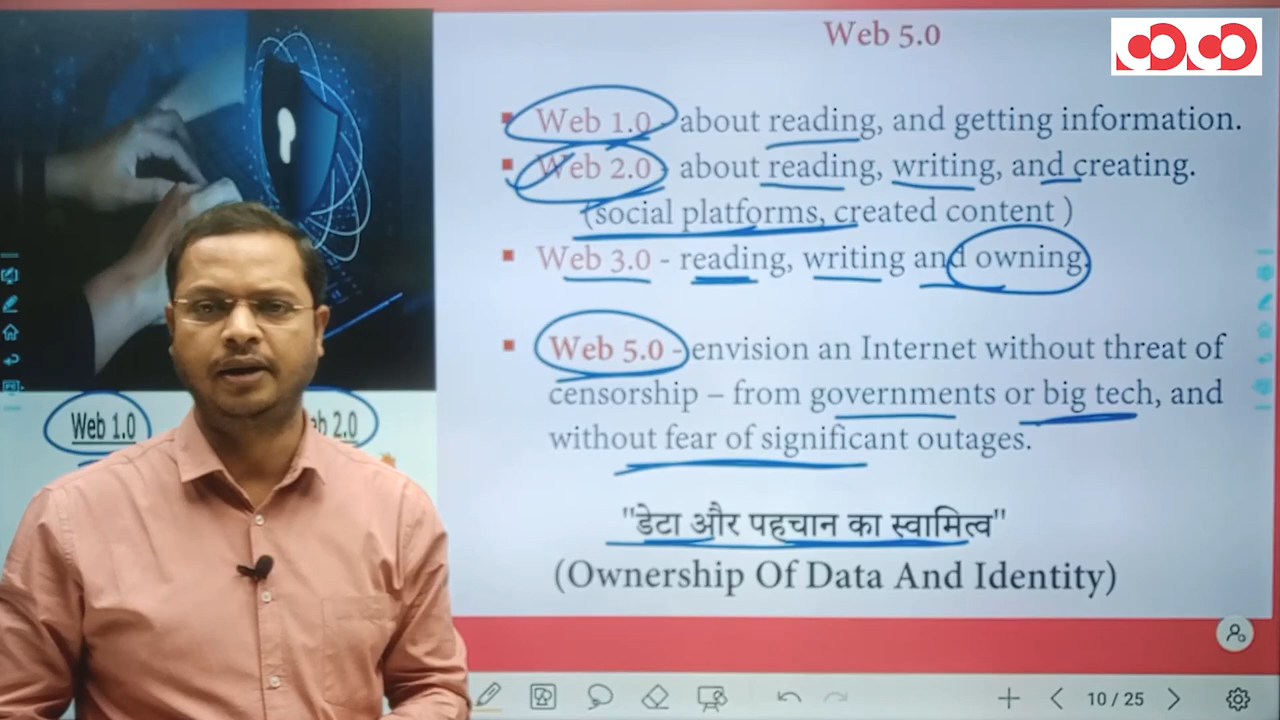 Web 5.0
Web 1.0 about reading, and getting information.
Web 2.0 - about reading, writing, and creating.
(social platforms, created content )
Web 3.0 - reading, writing and owning.
Web 5.0 - envision an Internet without threat of
censorship – from governments or big tech, and
without fear of significant outages.
"डेटा और पहचान का स्वामित्व"
(Ownership Of Data And Identity)
Web 1.0
2.0
10 / 25